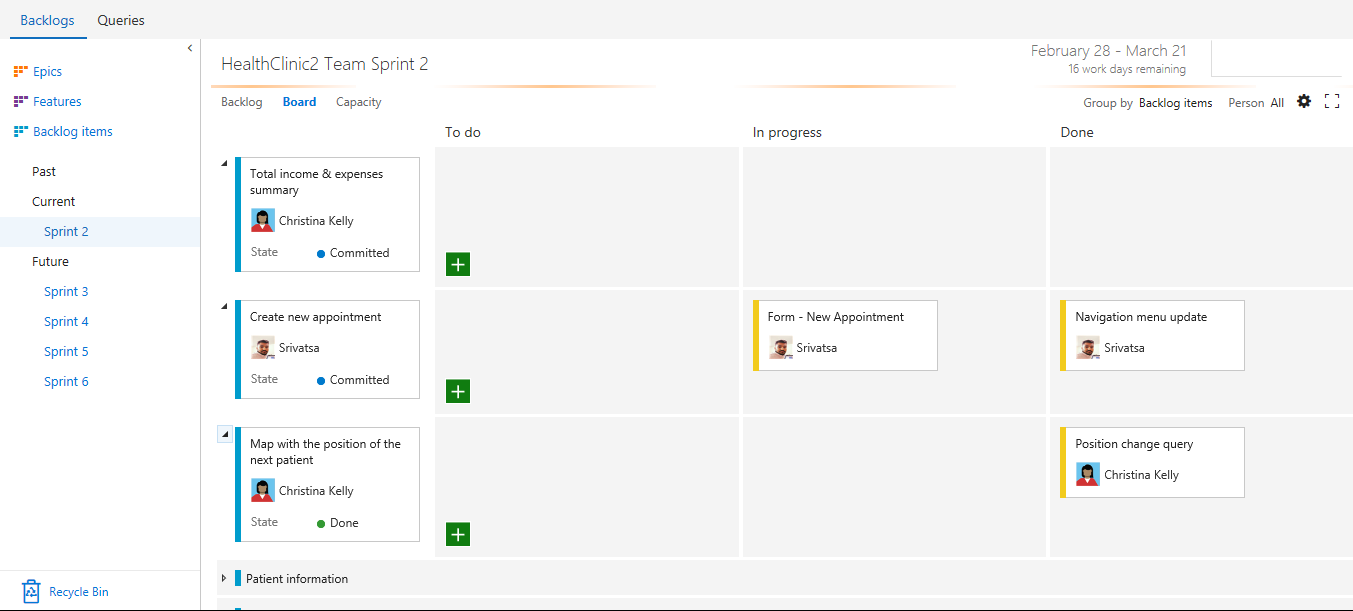 Backlogs Queries
Epics
Features
Backlog items
Past
Current
Sprint 2
Future
Sprint 3
Sprint 4
Sprint 5
Sprint 6
Recycle Bin
HealthClinic2 Team Sprint 2
February 28 - March 21
16 work days remaining
Backlog Board Capacity
Group by Backlog items Person All
To do In progress Done
Total income & expenses
summary
Christina Kelly
State Committed
Create new appointment
Srivatsa
State Committed
Form - New Appointment
Srivatsa
Navigation menu update
Srivatsa
Map with the position of the
next patient
Christina Kelly
State Done
Position change query
Christina Kelly
Patient information